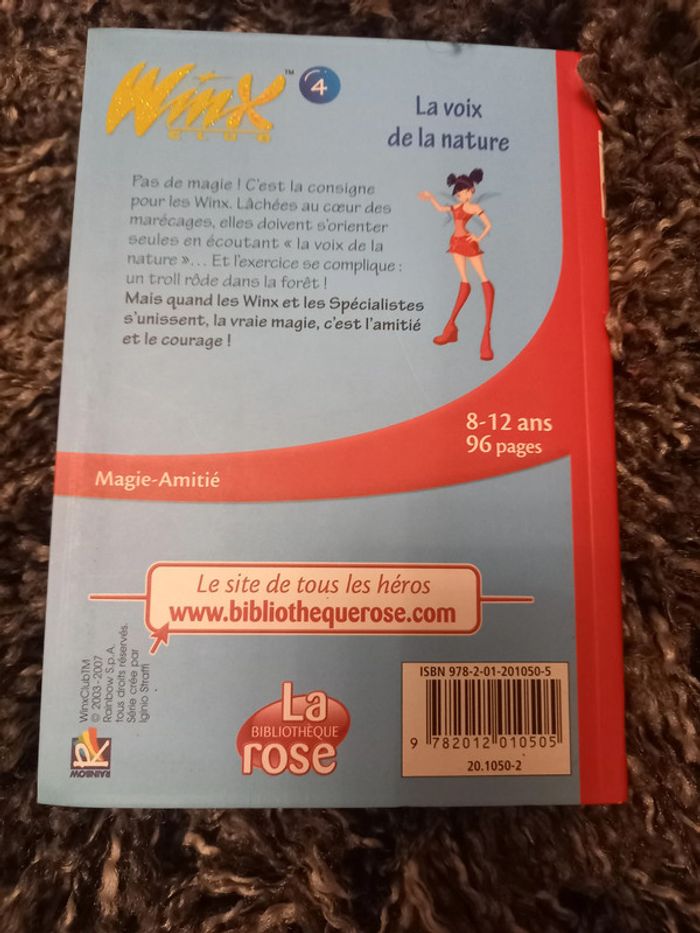 Winx™ 4
CLUB
La voix
de la nature
Pas de magie ! C'est la consigne
pour les Winx. Lâchées au cœur des
marécages, elles doivent s'orienter
seules en écoutant « la voix de la
nature »... Et l'exercice se complique :
un troll rôde dans la forêt !
Mais quand les Winx et les Spécialistes
s'unissent, la vraie magie, c'est l'amitié
et le courage !
8-12 ans
96 pages
Magie-Amitié
Le site de tous les héros
www.bibliothequerose.com
WinxClubTM
© 2003-2007
Rainbow S.p.A.
tous droits réservés.
Série crée par
Iginio Straffi
RAINBOW
La
BIBLIOTHÈQUE
rose
ISBN 978-2-01-201050-5
9 782012 010505
20.1050-2